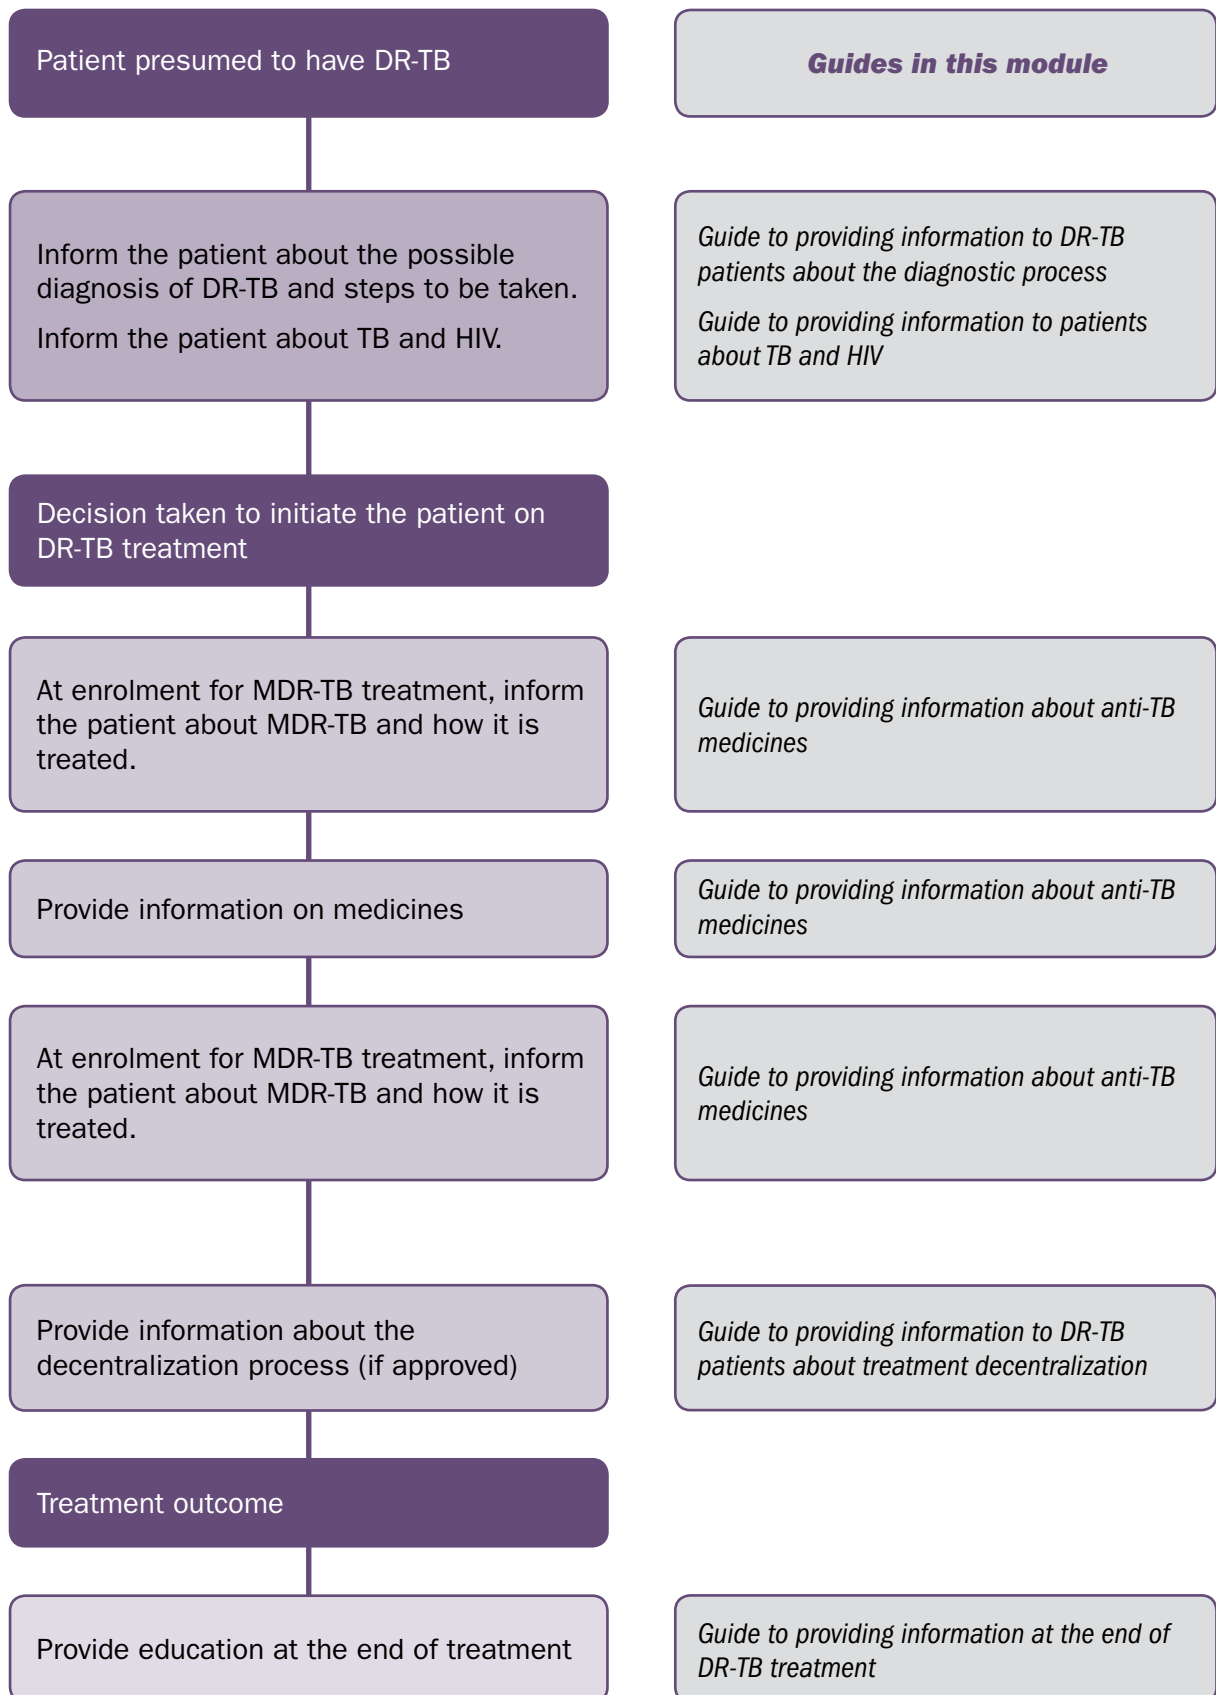 Patient presumed to have DR-TB
Guides in this module
Inform the patient about the possible
diagnosis of DR-TB and steps to be taken.
Inform the patient about TB and HIV.
Guide to providing information to DR-TB
patients about the diagnostic process
Guide to providing information to patients
about TB and HIV
Decision taken to initiate the patient on
DR-TB treatment
At enrolment for MDR-TB treatment, inform
the patient about MDR-TB and how it is
treated.
Guide to providing information about anti-TB
medicines
Provide information on medicines
Guide to providing information about anti-TB
medicines
At enrolment for MDR-TB treatment, inform
the patient about MDR-TB and how it is
treated.
Guide to providing information about anti-TB
medicines
Provide information about the
decentralization process (if approved)
Guide to providing information to DR-TB
patients about treatment decentralization
Treatment outcome
Provide education at the end of treatment
Guide to providing information at the end of
DR-TB treatment